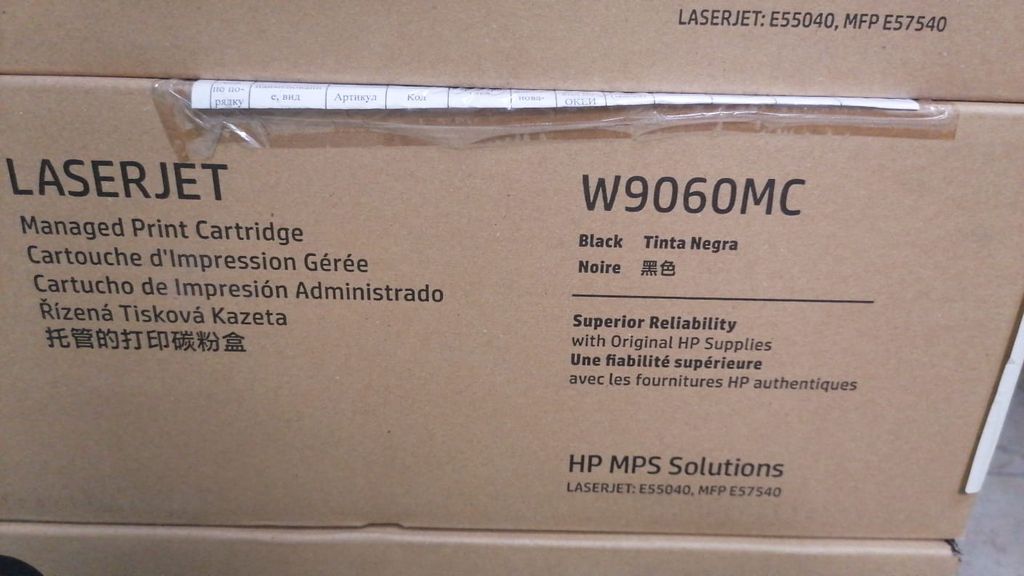 LASERJET: E55040, MFP E57540
по по-
рядку
е, вид
Артикул
Код
нова-
ОКЕИ
LASERJET
Managed Print Cartridge
Cartouche d'Impression Gérée
Cartucho de Impresión Administrado
Řízená Tisková Kazeta
托管的打印碳粉盒
W9060MC
Black Tinta Negra
Noire 黑色
Superior Reliability
with Original HP Supplies
Une fiabilité supérieure
avec les fournitures HP authentiques
HP MPS Solutions
LASERJET: E55040, MFP E57540